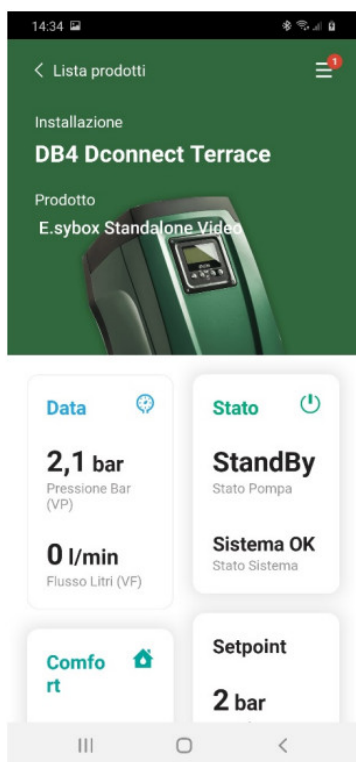 14:34
< Lista prodotti
1
Installazione
DB4 Dconnect Terrace
Prodotto
E.sybox Standalone Video
Data
2,1 bar
Pressione Bar
(VP)
0 l/min
Flusso Litri (VF)
Stato
StandBy
Stato Pompa
Sistema OK
Stato Sistema
Comfo
rt
Setpoint
2 bar